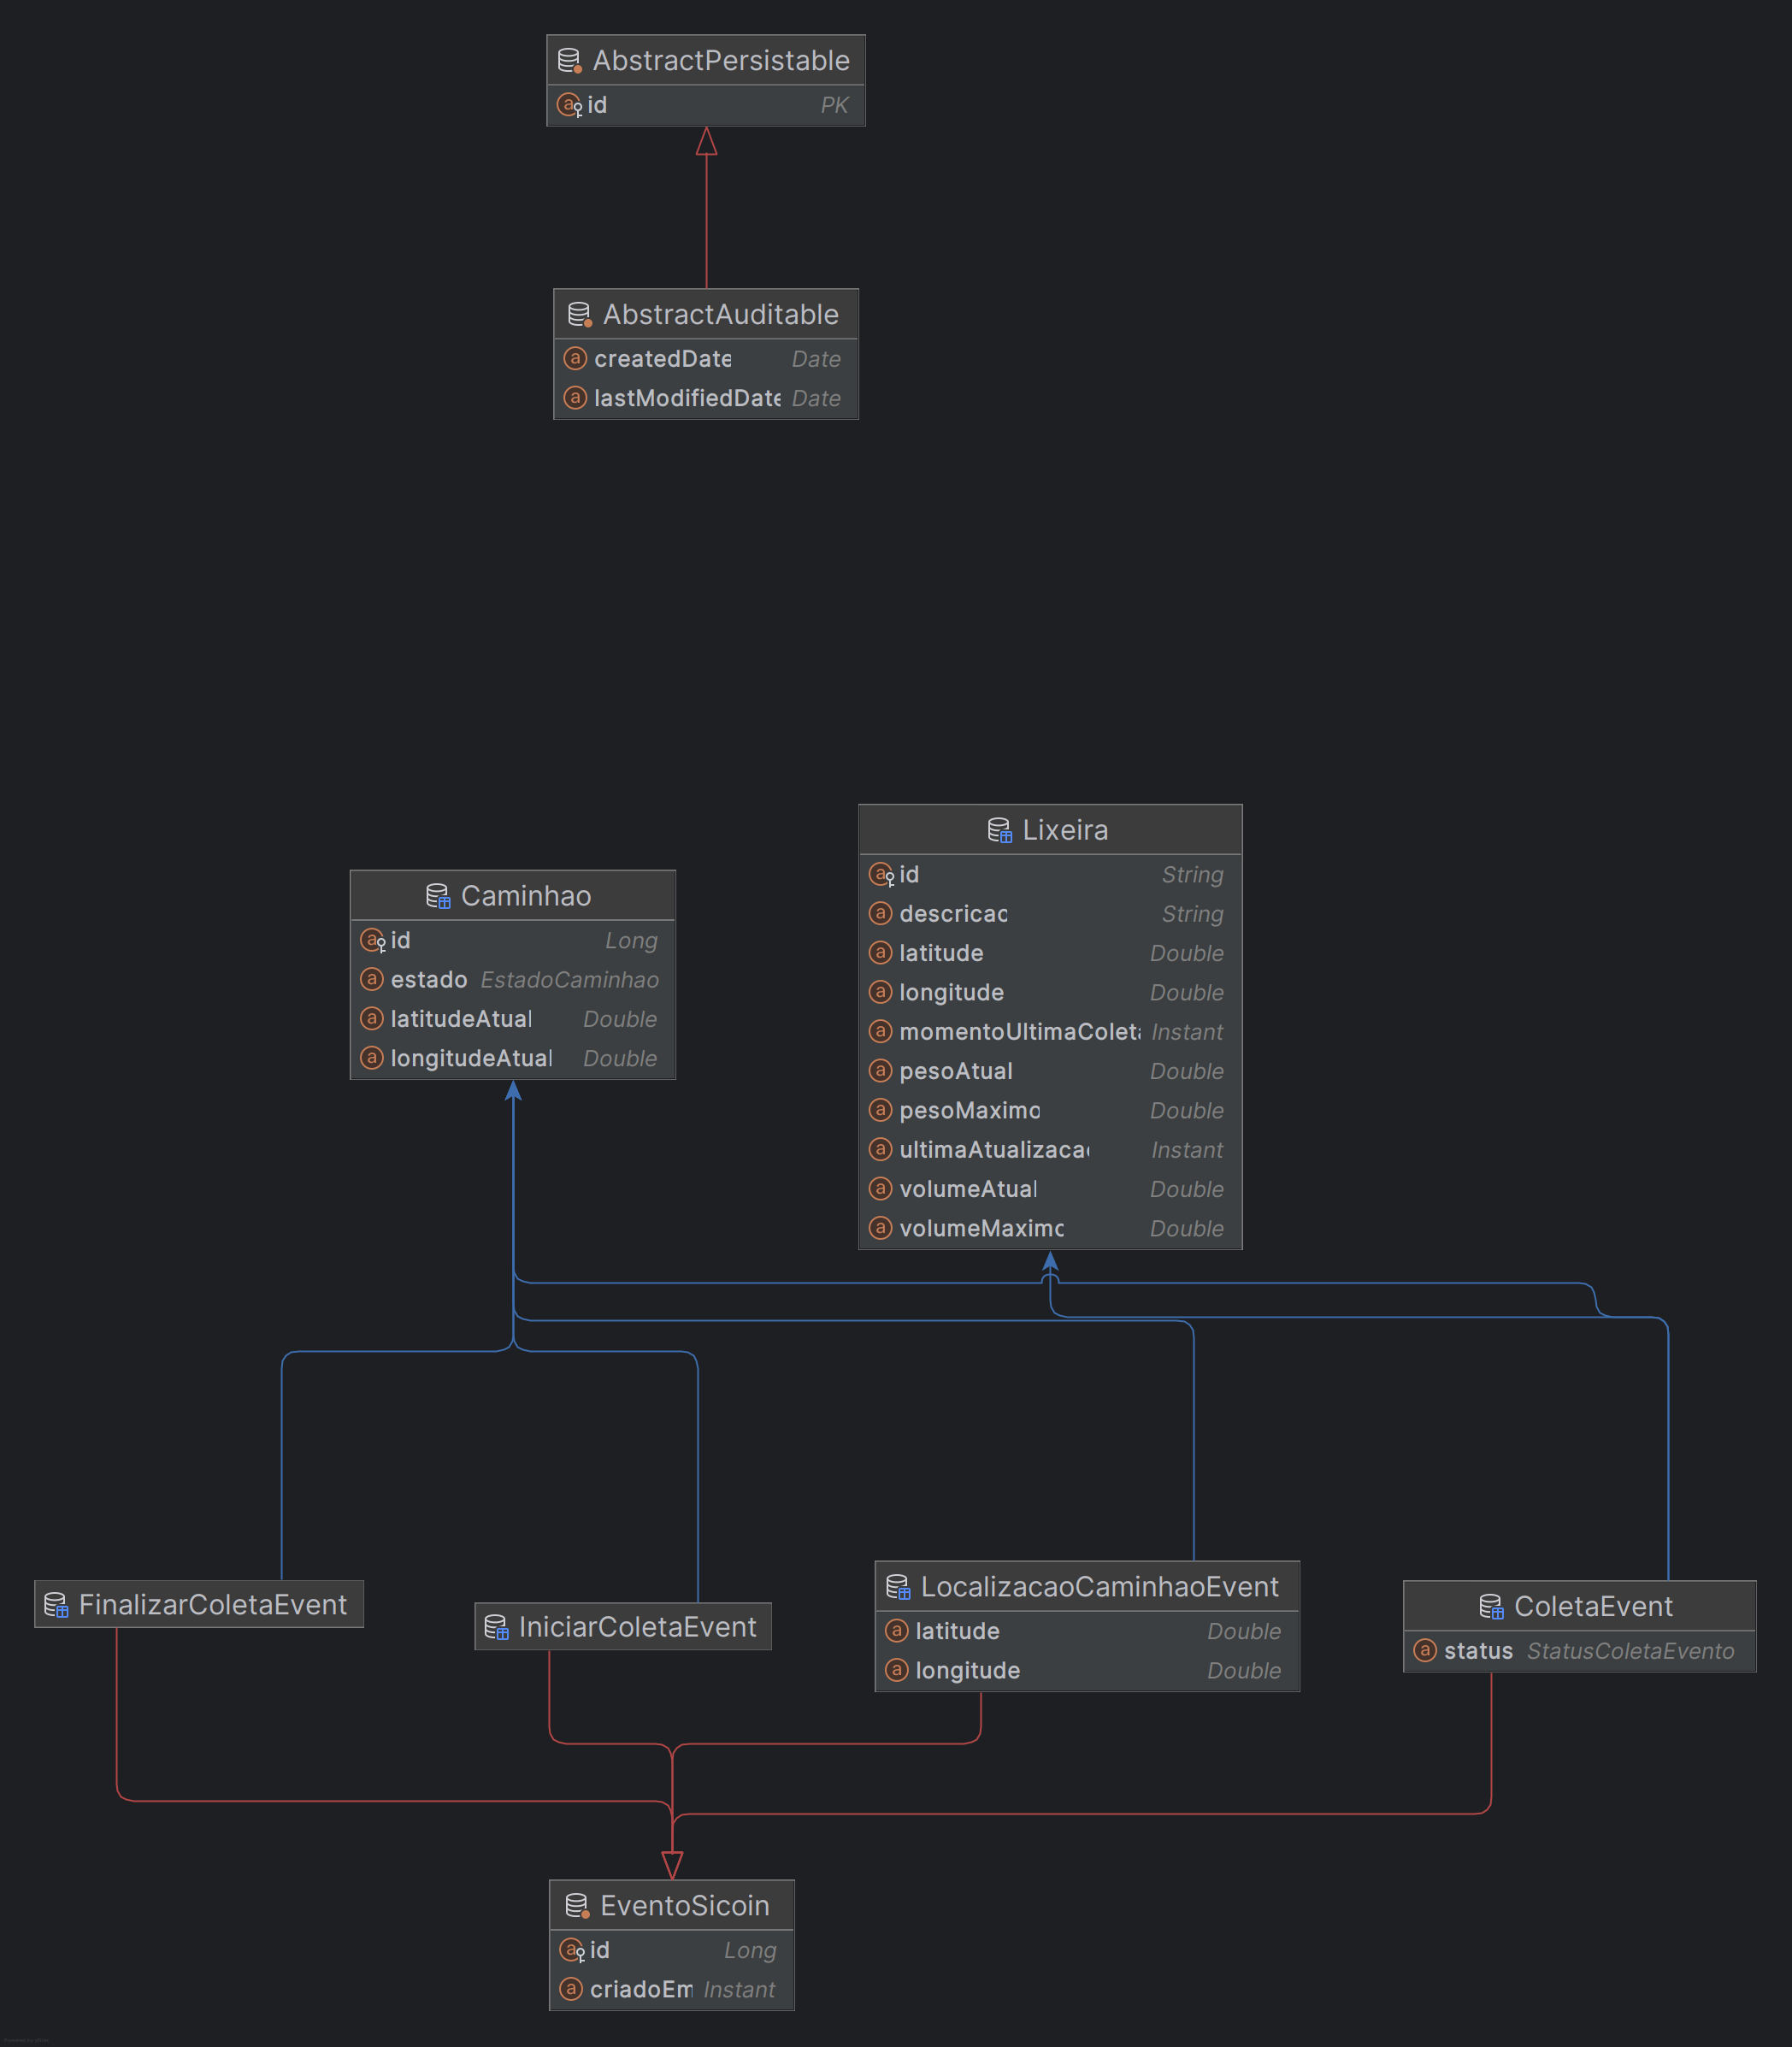 AbstractPersistable
id PK
AbstractAuditable
createdDate Date
lastModifiedDate Date
Lixeira
id String
descricao String
latitude Double
longitude Double
momentoUltimaColeta Instant
pesoAtual Double
pesoMaximo Double
ultimaAtualizacao Instant
volumeAtual Double
volumeMaximo Double
Caminhao
id Long
estado EstadoCaminhao
latitudeAtual Double
longitudeAtual Double
FinalizarColetaEvent
IniciarColetaEvent
LocalizacaoCaminhaoEvent
latitude Double
longitude Double
ColetaEvent
status StatusColetaEvento
EventoSicoin
id Long
criadoEm Instant